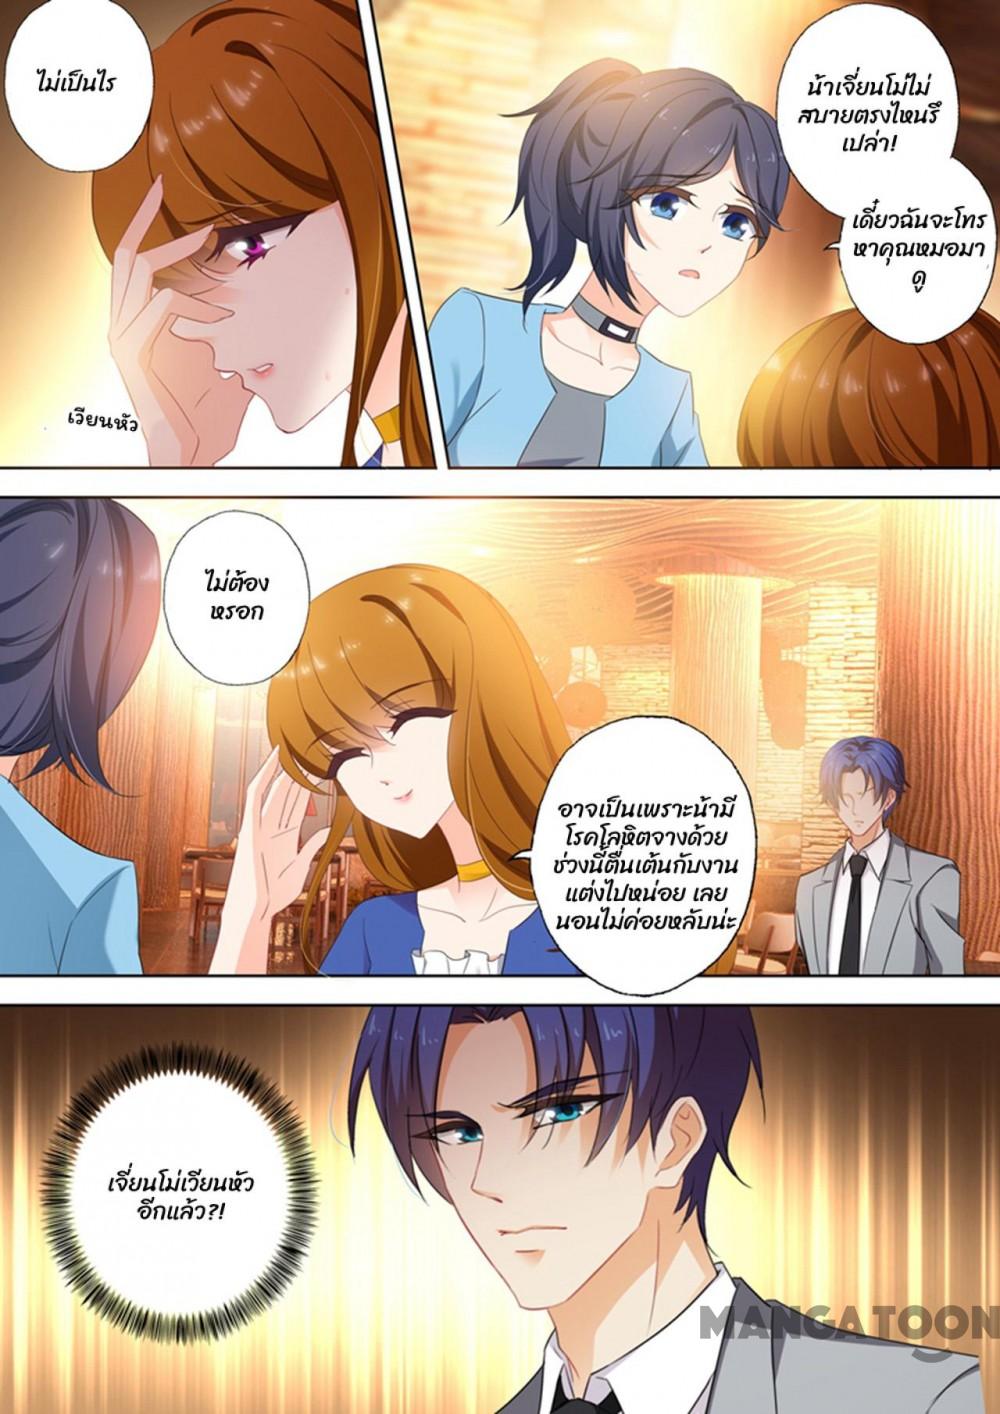 ไม่เป็นไร
เวียนหัว
น้าเจี่ยนโม่ไม่
สบายตรงไหนรึ
เปล่า!
เดี๋ยวฉันจะโทร
หาคุณหมอมา
ดู
ไม่ต้อง
หรอก
อาจเป็นเพราะน้ามี
โรคโลหิตจางด้วย
ช่วงนี้ตื่นเต้นกับงาน
แต่งไปหน่อย เลย
นอนไม่ค่อยหลับน่ะ
เจี่ยนโม่เวียนหัว
อีกแล้ว?!
MANGATOON